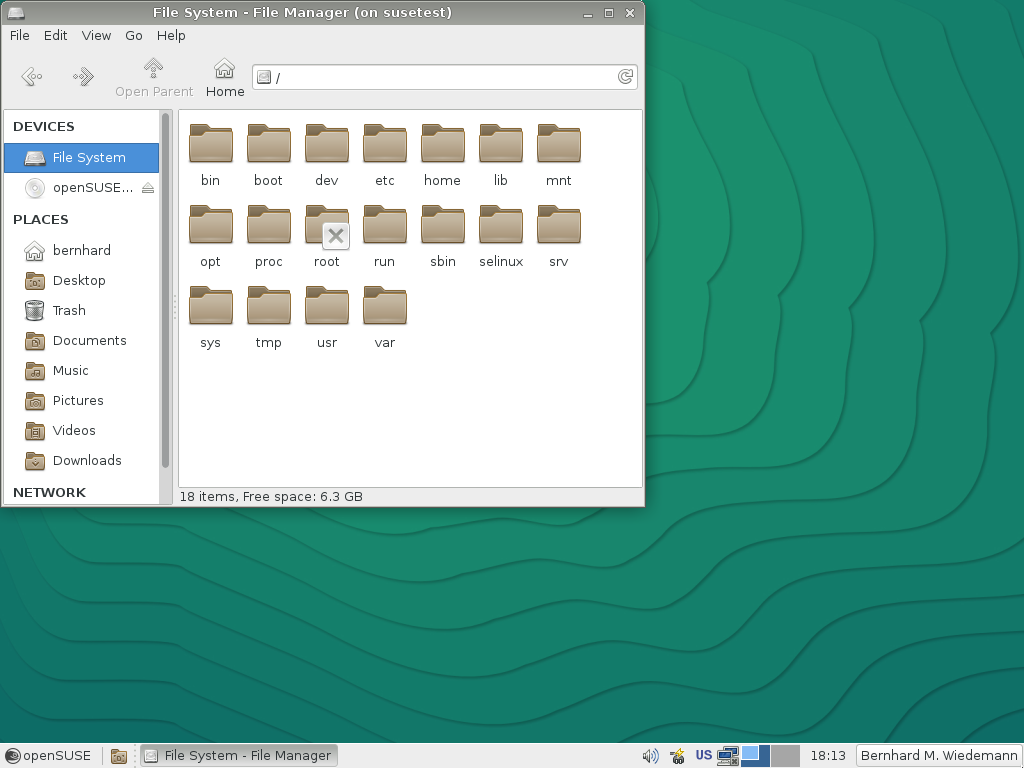 File System - File Manager (on susetest)
File Edit View Go Help
Open Parent Home /
DEVICES
File System
openSUSE...
PLACES
bernhard
Desktop
Trash
Documents
Music
Pictures
Videos
Downloads
NETWORK
bin boot dev etc home lib mnt
opt proc root run sbin selinux srv
sys tmp usr var
18 items, Free space: 6.3 GB
openSUSE File System - File Manager US 18:13 Bernhard M. Wiedemann